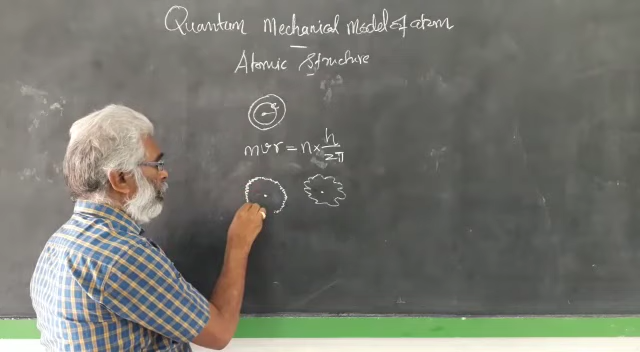 Quantum Mechanical Model of atom
Atomic Structure
mvr = n × h/2π